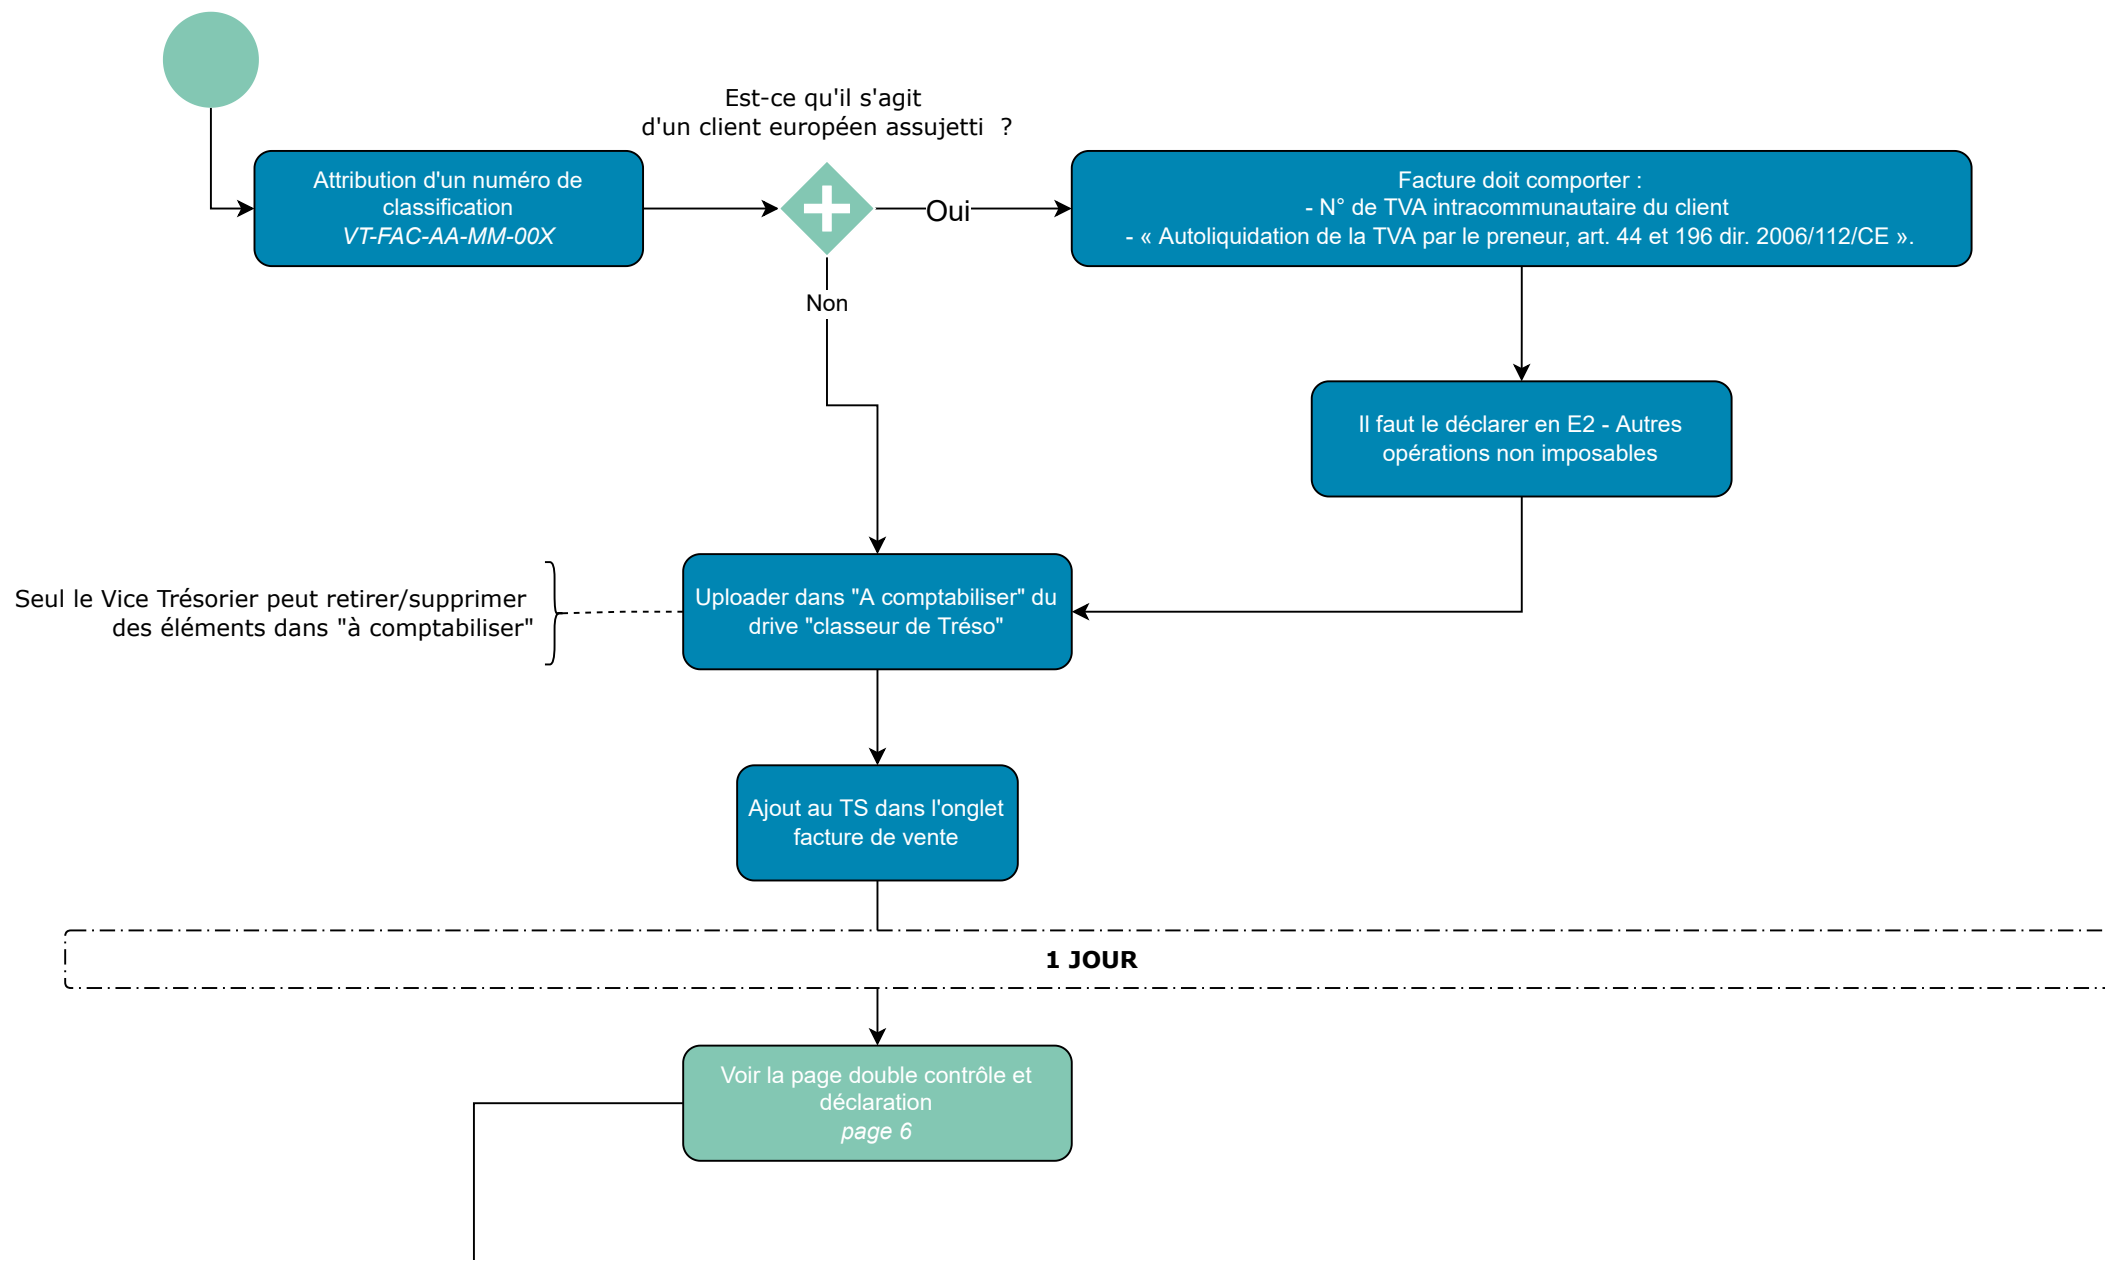 Est-ce qu'il s'agit
d'un client européen assujetti  ?
Attribution d'un numéro de
classification
VT-FAC-AA-MM-00X
Oui
Facture doit comporter :
- N° de TVA intracommunautaire du client
- « Autoliquidation de la TVA par le preneur, art. 44 et 196 dir. 2006/112/CE ».
Non
Il faut le déclarer en E2 - Autres
opérations non imposables
Seul le Vice Trésorier peut retirer/supprimer
des éléments dans "à comptabiliser"
Uploader dans "A comptabiliser" du
drive "classeur de Tréso"
Ajout au TS dans l'onglet
facture de vente
1 JOUR
Voir la page double contrôle et
déclaration
page 6